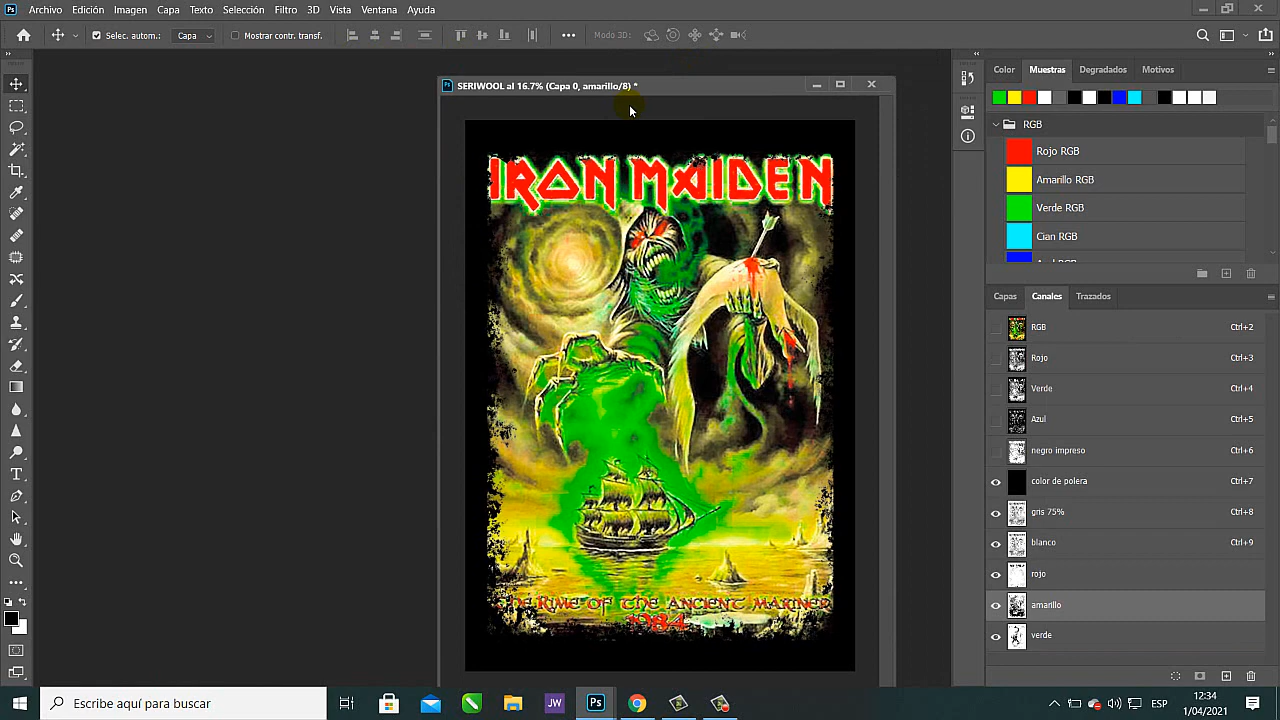 Archivo Edición Imagen Capa Texto Selección Filtro 3D Vista Ventana Ayuda
Selec. autom.: Capa Mostrar contr. transf. Modo 3D:
SERIWOOL al 16.7% (Capa 0, amarillo/8) *
IRON MAIDEN
RIME OF THE ANCIENT MARINER
1984
Color Muestras Degradados Motivos
RGB
Rojo RGB
Amarillo RGB
Verde RGB
Cian RGB
Capas Canales Trazados
RGB Ctrl+2
Rojo Ctrl+3
Verde Ctrl+4
Azul Ctrl+5
negro impreso Ctrl+6
color de polera Ctrl+7
gris 75% Ctrl+8
blanco Ctrl+9
rojo
amarillo
verde
Escribe aquí para buscar
JW
Ps
ESP
12:34
1/04/2021